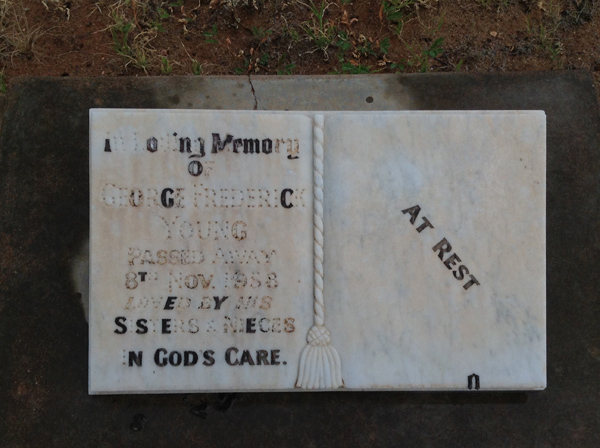 In Loving Memory
OF
GEORGE FREDERICK
YOUNG
PASSED AWAY
8TH NOV. 1958
LOVED BY HIS
SISTERS & NIECES
IN GOD'S CARE.
AT REST